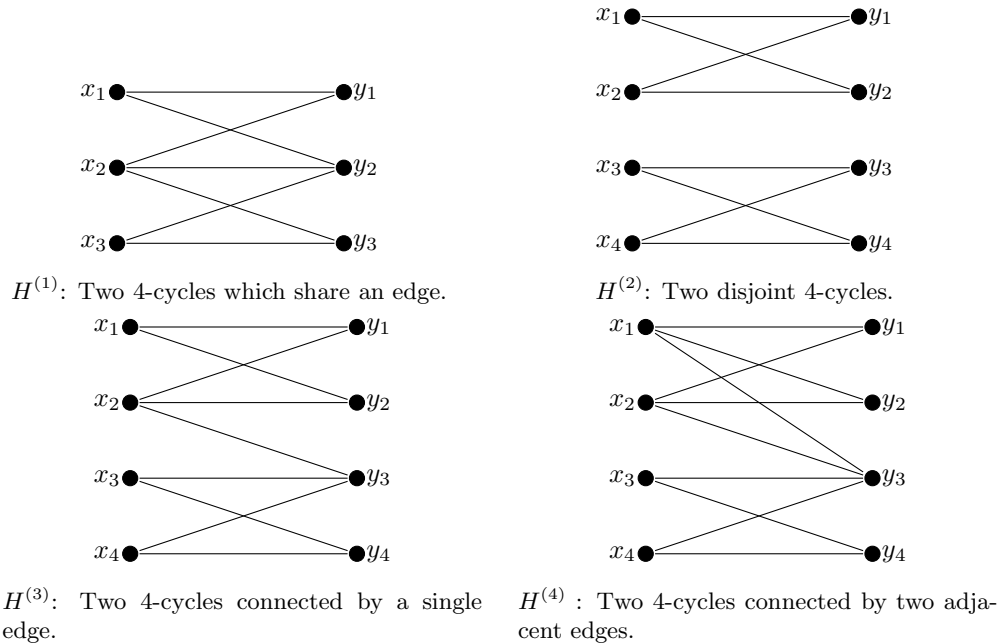 x₁ y₁
x₂ y₂
x₃ y₃
H⁽¹⁾: Two 4-cycles which share an edge.
x₁ y₁
x₂ y₂
x₃ y₃
x₄ y₄
H⁽²⁾: Two disjoint 4-cycles.
x₁ y₁
x₂ y₂
x₃ y₃
x₄ y₄
H⁽³⁾: Two 4-cycles connected by a single
edge.
x₁ y₁
x₂ y₂
x₃ y₃
x₄ y₄
H⁽⁴⁾ : Two 4-cycles connected by two adja-
cent edges.